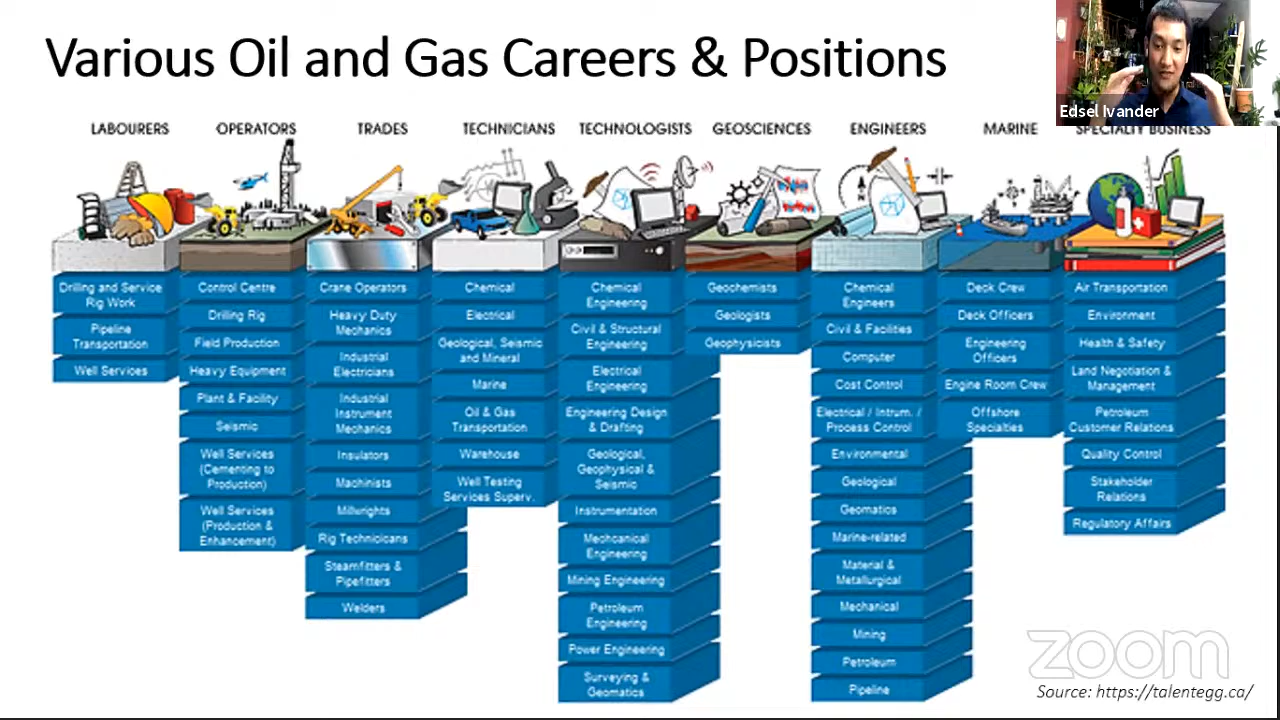 Various Oil and Gas Careers & Positions
Edsel Ivander
LABOURERS
OPERATORS
TRADES
TECHNICIANS
TECHNOLOGISTS
GEOSCIENCES
ENGINEERS
MARINE
SPECIALTY BUSINESS
Drilling and Service
Rig Work
Pipeline
Transportation
Well Services
Control Centre
Drilling Rig
Field Production
Heavy Equipment
Plant & Facility
Seismic
Well Services
(Cementing to
Production)
Well Services
(Production &
Enhancement)
Crane Operators
Heavy Duty
Mechanics
Industrial
Electricians
Industrial
Instrument
Mechanics
Insulators
Machinists
Millwrights
Rig Technicicans
Steamfitters &
Pipefitters
Welders
Chemical
Electrical
Geological, Seismic
and Mineral
Marine
Oil & Gas
Transportation
Warehouse
Well Testing
Services Superv.
Chemical
Engineering
Civil & Structural
Engineering
Electrical
Engineering
Engineering Design
& Drafting
Geological,
Geophysical &
Seismic
Instrumentation
Mechcanical
Engineering
Mining Engineering
Petroleum
Engineering
Power Engineering
Surveying &
Geomatics
Geochemists
Geologists
Geophysicists
Chemical
Engineers
Civil & Facilities
Computer
Cost Control
Electrical / Intrum. /
Process Control
Environmental
Geological
Geomatics
Marine-related
Material &
Metallurgical
Mechanical
Mining
Petroleum
Pipeline
Deck Crew
Deck Officers
Engineering
Officers
Engine Room Crew
Offshore
Specialties
Air Transportation
Environment
Health & Safety
Land Negotiation &
Management
Petroleum
Customer Relations
Quality Control
Stakeholder
Relations
Regulatory Affairs
zoom
Source: https://talentegg.ca/